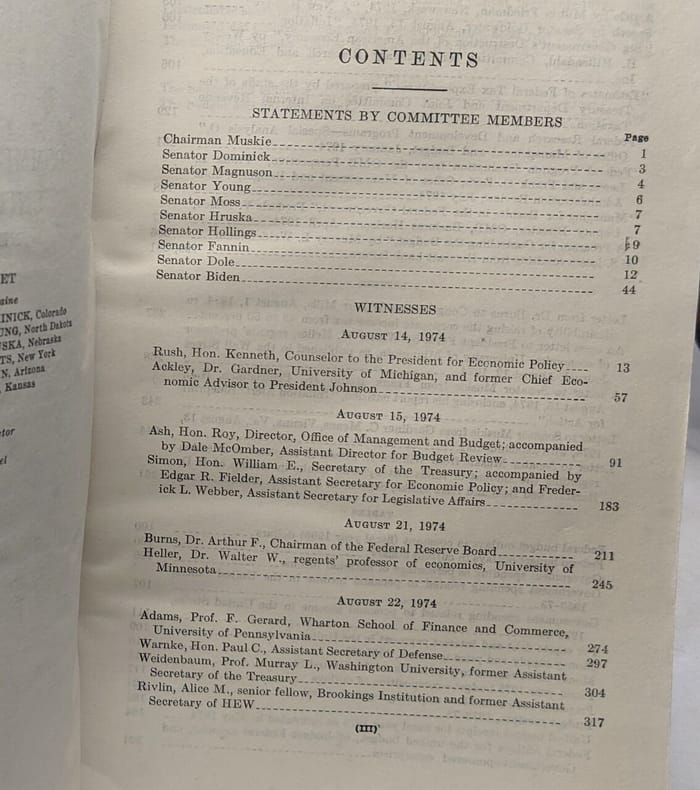 ET
aine
INICK, Colorado
UNG, North Dakota
SKA, Nebraska
TS, New York
N, Arizona
, Kansas
tor
el
CONTENTS
STATEMENTS BY COMMITTEE MEMBERS
Page
Chairman Muskie 1
Senator Dominick 3
Senator Magnuson 4
Senator Young 6
Senator Moss 7
Senator Hruska 7
Senator Hollings 9
Senator Fannin 10
Senator Dole 12
Senator Biden 44
WITNESSES
AUGUST 14, 1974
Rush, Hon. Kenneth, Counselor to the President for Economic Policy 13
Ackley, Dr. Gardner, University of Michigan, and former Chief Eco-
nomic Advisor to President Johnson 57
AUGUST 15, 1974
Ash, Hon. Roy, Director, Office of Management and Budget; accompanied
by Dale McOmber, Assistant Director for Budget Review 91
Simon, Hon. William E., Secretary of the Treasury; accompanied by
Edgar R. Fielder, Assistant Secretary for Economic Policy; and Freder-
ick L. Webber, Assistant Secretary for Legislative Affairs 183
AUGUST 21, 1974
Burns, Dr. Arthur F., Chairman of the Federal Reserve Board 211
Heller, Dr. Walter W., regents' professor of economics, University of
Minnesota 245
AUGUST 22, 1974
Adams, Prof. F. Gerard, Wharton School of Finance and Commerce,
University of Pennsylvania 274
Warnke, Hon. Paul C., Assistant Secretary of Defense 297
Weidenbaum, Prof. Murray L., Washington University, former Assistant
Secretary of the Treasury 304
Rivlin, Alice M., senior fellow, Brookings Institution and former Assistant
Secretary of HEW 317
(III)